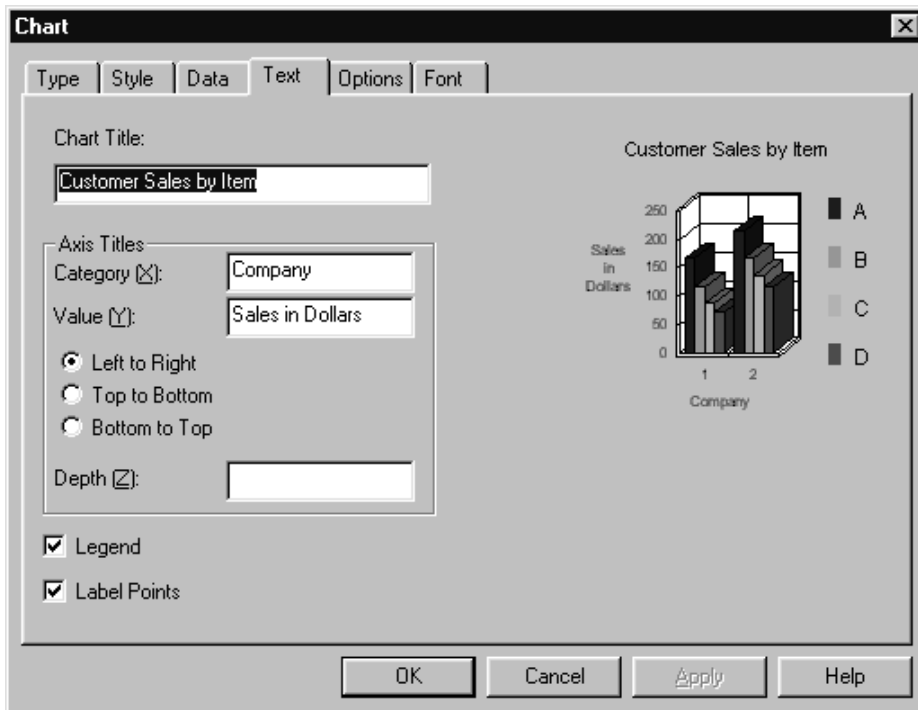 Chart
Type Style Data Text Options Font
Chart Title:
Customer Sales by Item
Axis Titles
Category (X): Company
Value (Y): Sales in Dollars
Left to Right
Top to Bottom
Bottom to Top
Depth (Z):
Legend
Label Points
Customer Sales by Item
250
200
150
100
50
0
Sales
in
Dollars
1 2
Company
A
B
C
D
OK Cancel Apply Help